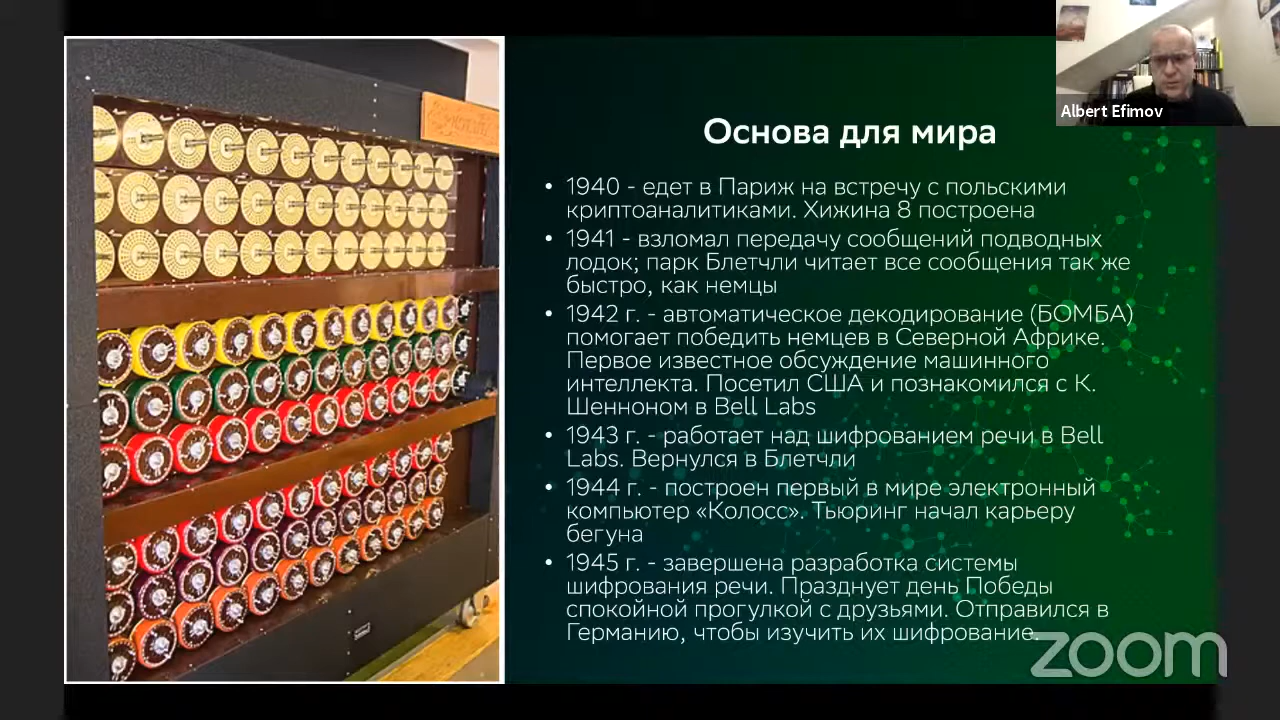 Albert Efimov
Основа для мира
• 1940 - едет в Париж на встречу с польскими
криптоаналитиками. Хижина 8 построена
• 1941 - взломал передачу сообщений подводных
лодок; парк Блетчли читает все сообщения так же
быстро, как немцы
• 1942 г. - автоматическое декодирование (БОМБА)
помогает победить немцев в Северной Африке.
Первое известное обсуждение машинного
интеллекта. Посетил США и познакомился с К.
Шенноном в Bell Labs
• 1943 г. - работает над шифрованием речи в Bell
Labs. Вернулся в Блетчли
• 1944 г. - построен первый в мире электронный
компьютер «Колосс». Тьюринг начал карьеру
бегуна
• 1945 г. - завершена разработка системы
шифрования речи. Празднует день Победы
спокойной прогулкой с друзьями. Отправился в
Германию, чтобы изучить их шифрование.
zoom